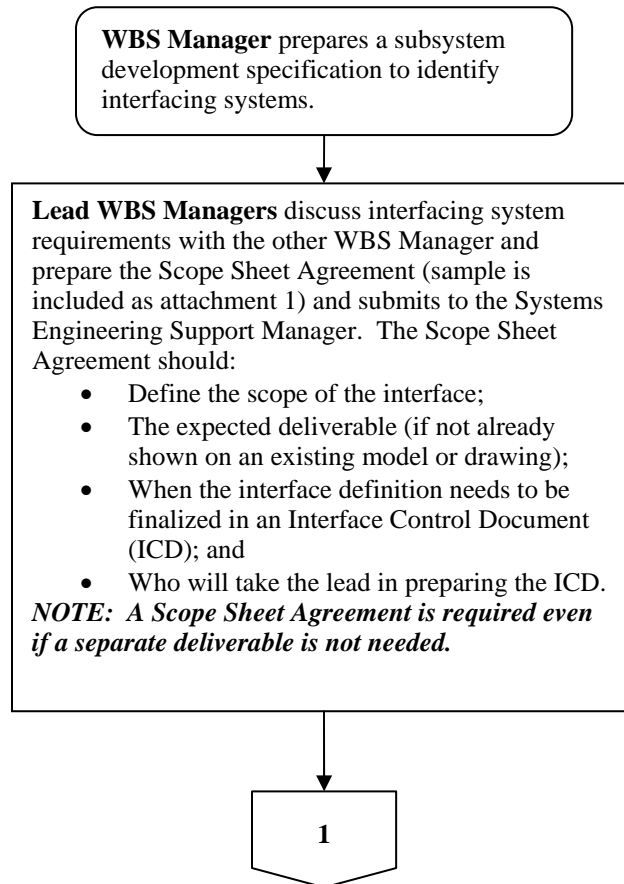 WBS Manager prepares a subsystem
development specification to identify
interfacing systems.
Lead WBS Managers discuss interfacing system
requirements with the other WBS Manager and
prepare the Scope Sheet Agreement (sample is
included as attachment 1) and submits to the Systems
Engineering Support Manager.  The Scope Sheet
Agreement should:
• Define the scope of the interface;
• The expected deliverable (if not already
shown on an existing model or drawing);
• When the interface definition needs to be
finalized in an Interface Control Document
(ICD); and
• Who will take the lead in preparing the ICD.
NOTE:  A Scope Sheet Agreement is required even
if a separate deliverable is not needed.
1